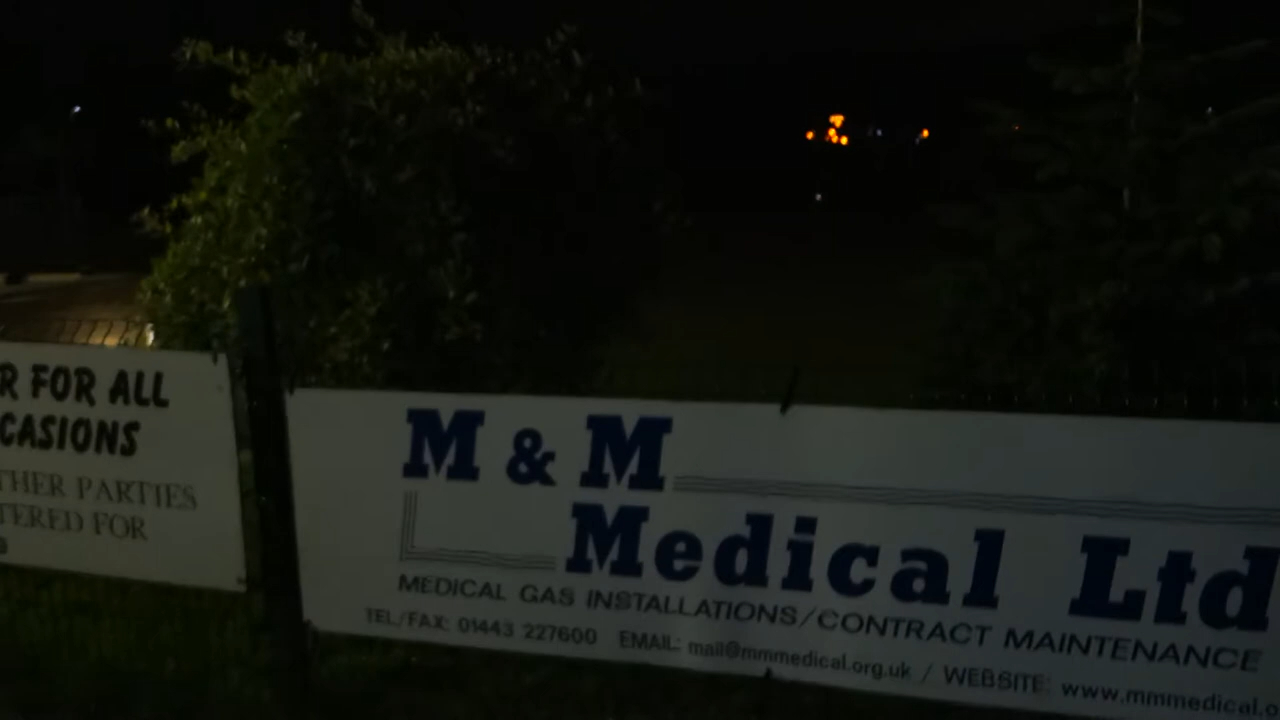 R FOR ALL
CASIONS
THER PARTIES
TERED FOR
M & M
Medical Ltd
MEDICAL GAS INSTALLATIONS/CONTRACT MAINTENANCE
TEL/FAX: 01443 227600 EMAIL: mail@mmmedical.org.uk / WEBSITE: www.mmmedical.o